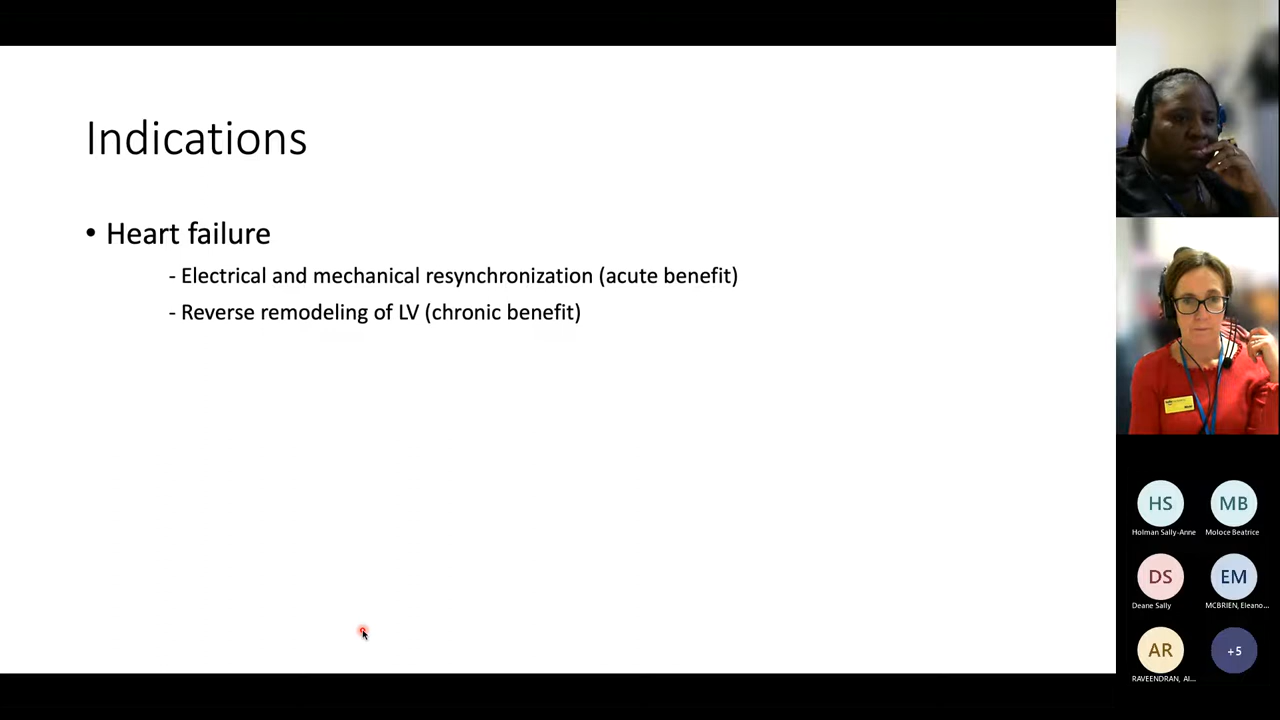 Indications
• Heart failure
- Electrical and mechanical resynchronization (acute benefit)
- Reverse remodeling of LV (chronic benefit)
HS
MB
Holman Sally-Anne
Moloce Beatrice
DS
EM
Deane Sally
MCBRIEN, Eleano...
AR
+5
RAVEENDRAN, Al...